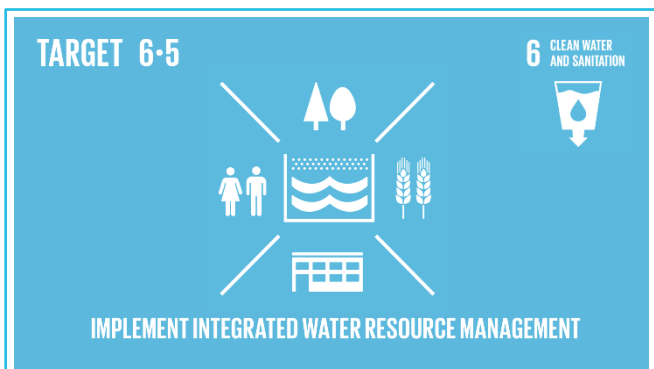 TARGET 6·5
6 CLEAN WATER
AND SANITATION
IMPLEMENT INTEGRATED WATER RESOURCE MANAGEMENT